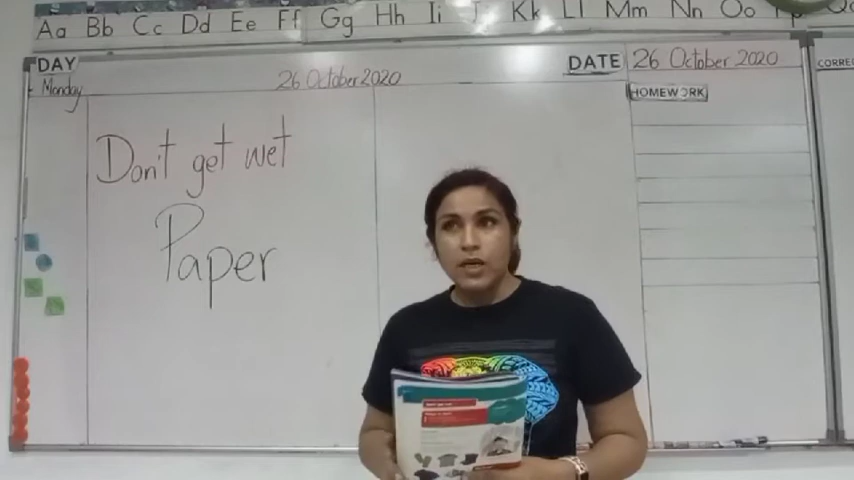 Aa Bb Cc Dd Ee Ff Gg Hh Ii J Kk Ll Mm Nn Oo Pp
DAY
26 October 2020
DATE
26 October 2020
Monday
HOMEWORK
Don't get wet
Paper